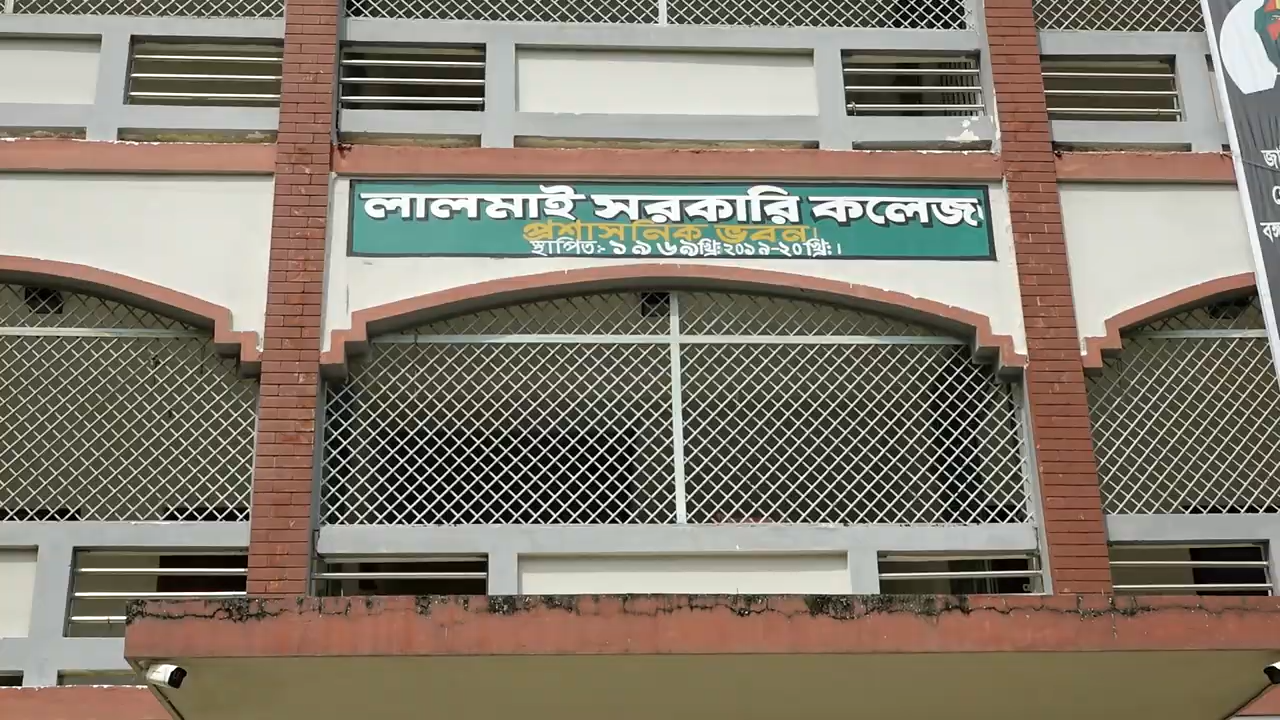 লালমাই সরকারি কলেজ
প্রশাসনিক ভবন।
স্থাপিত:- ১৯৬৯খ্রি:২০১৯-২০খ্রি:।